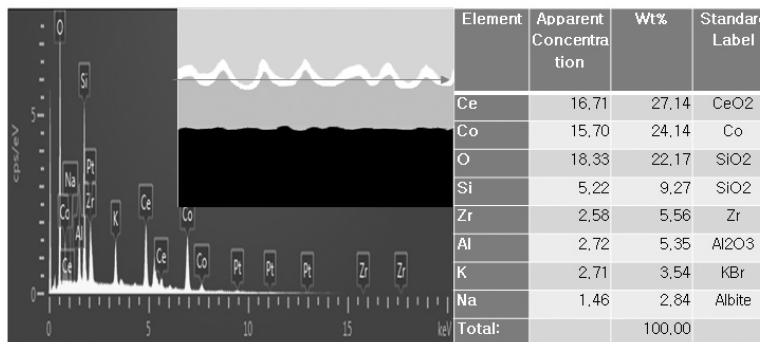 O
Si
5
cps/eV
Na
Pt
Co
Zr
Al
K
Ce
Co
Ce
Ce
Co
Pt
Pt
Pt
Zr
Zr
0
0
5
10
15
keV
Element Apparent Concentra tion Wt% Standard Label
Ce 16,71 27,14 CeO2
Co 15,70 24,14 Co
O 18,33 22,17 SiO2
Si 5,22 9,27 SiO2
Zr 2,58 5,56 Zr
Al 2,72 5,35 Al2O3
K 2,71 3,54 KBr
Na 1,46 2,84 Albite
Total: 100,00